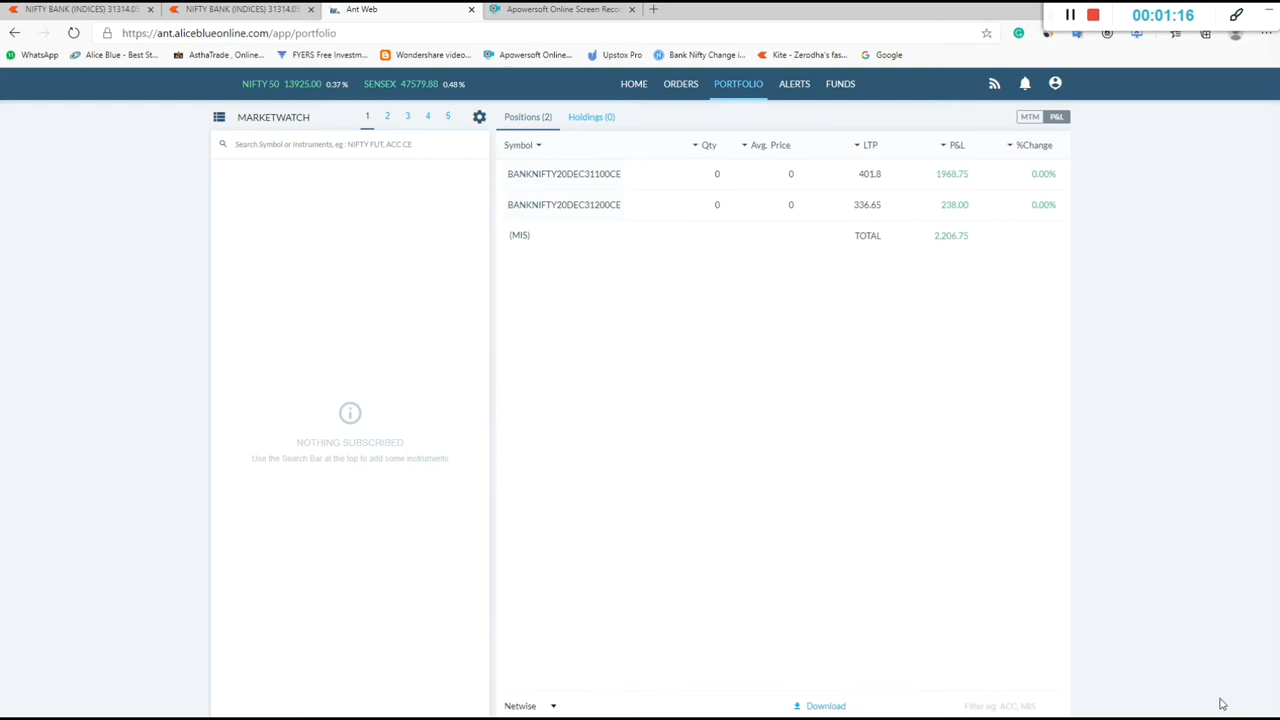 NIFTY BANK (INDICES) 31314.05
NIFTY BANK (INDICES) 31314.05
Ant Web
Apowersoft Online Screen Reco
00:01:16
https://ant.aliceblueonline.com/app/portfolio
WhatsApp
Alice Blue - Best St...
AsthaTrade , Online...
FYERS Free Investm...
Wondershare video...
Apowersoft Online...
Upstox Pro
Bank Nifty Change i...
Kite - Zerodha's fas...
Google
NIFTY 50 13925.00 0.37 %
SENSEX 47579.88 0.48 %
HOME
ORDERS
PORTFOLIO
ALERTS
FUNDS
MARKETWATCH
1 2 3 4 5
Positions (2)
Holdings (0)
MTM P&L
Search Symbol or Instruments, eg : NIFTY FUT, ACC CE
Symbol Qty Avg. Price LTP P&L %Change
BANKNIFTY20DEC31100CE 0 0 401.8 1968.75 0.00%
BANKNIFTY20DEC31200CE 0 0 336.65 238.00 0.00%
(MIS) TOTAL 2,206.75
NOTHING SUBSCRIBED
Use the Search Bar at the top to add some instruments
Netwise
Download
Filter eg: ACC, MIS